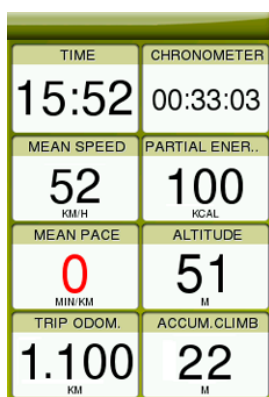 TIME CHRONOMETER
15:52 00:33:03
MEAN SPEED PARTIAL ENER..
52 100
KM/H KCAL
MEAN PACE ALTITUDE
0 51
MIN/KM M
TRIP ODOM. ACCUM.CLIMB
1.100 22
KM M